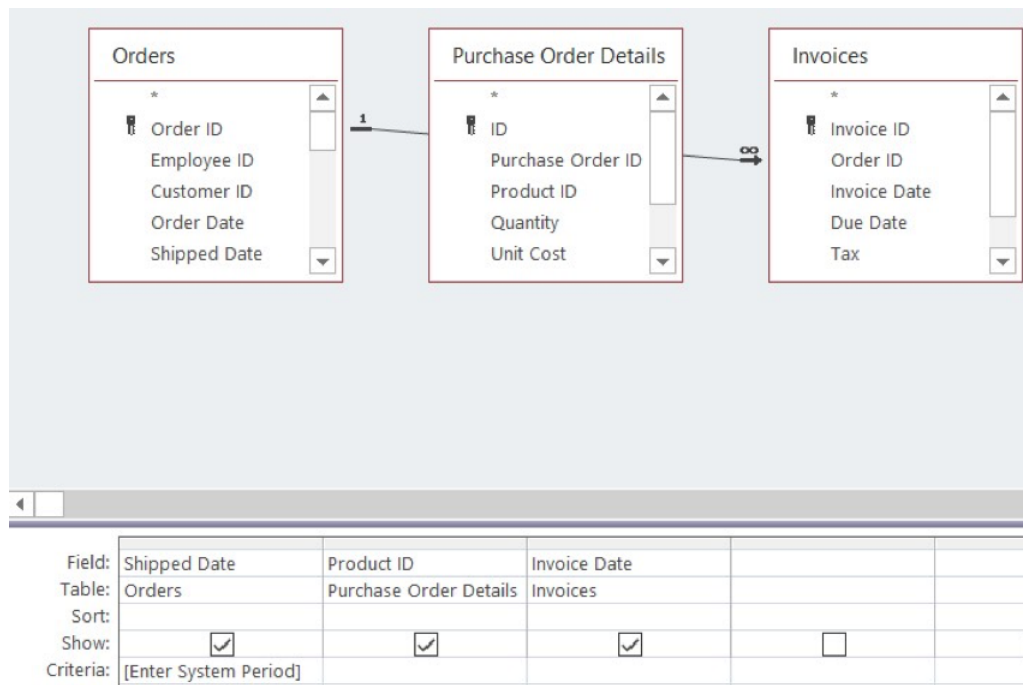 Orders
*
Order ID
Employee ID
Customer ID
Order Date
Shipped Date
1
Purchase Order Details
*
ID
Purchase Order ID
Product ID
Quantity
Unit Cost
∞
Invoices
*
Invoice ID
Order ID
Invoice Date
Due Date
Tax
Field: Shipped Date Product ID Invoice Date
Table: Orders Purchase Order Details Invoices
Sort:
Show:
Criteria: [Enter System Period]